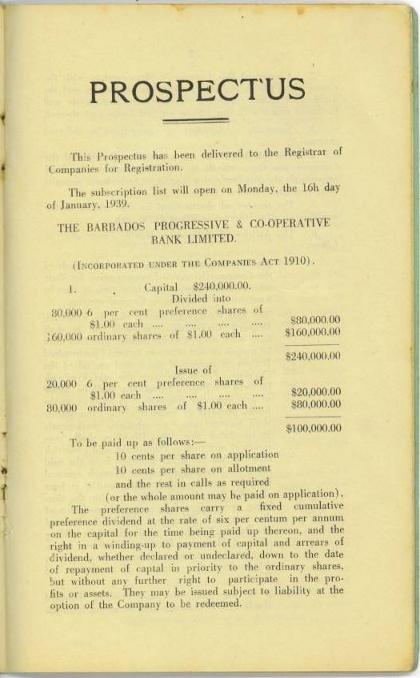 PROSPECTUS
This Prospectus has been delivered to the Registrar of
Companies for Registration.
The subscription list will open on Monday, the 16h day
of January, 1939.
THE BARBADOS PROGRESSIVE & CO-OPERATIVE
BANK LIMITED.
(INCORPORATED UNDER THE COMPANIES ACT 1910).
1. Capital $240,000.00.
Divided into
80,000 6 per cent preference shares of
$1.00 each .... .... .... .... $80,000.00
160,000 ordinary shares of $1.00 each .... $160,000.00
$240,000.00
Issue of
20,000 6 per cent preference shares of
$1.00 each .... .... .... .... $20,000.00
80,000 ordinary shares of $1.00 each .... $80,000.00
$100,000.00
To be paid up as follows:—
10 cents per share on application
10 cents per share on allotment
and the rest in calls as required
(or the whole amount may be paid on application).
The preference shares carry a fixed cumulative
preference dividend at the rate of six per centum per annum
on the capital for the time being paid up thereon, and the
right in a winding-up to payment of capital and arrears of
dividend, whether declared or undeclared, down to the date
of repayment of captal in priority to the ordinary shares,
but without any further right to participate in the pro-
fits or assets. They may be issued subject to liability at the
option of the Company to be redeemed.